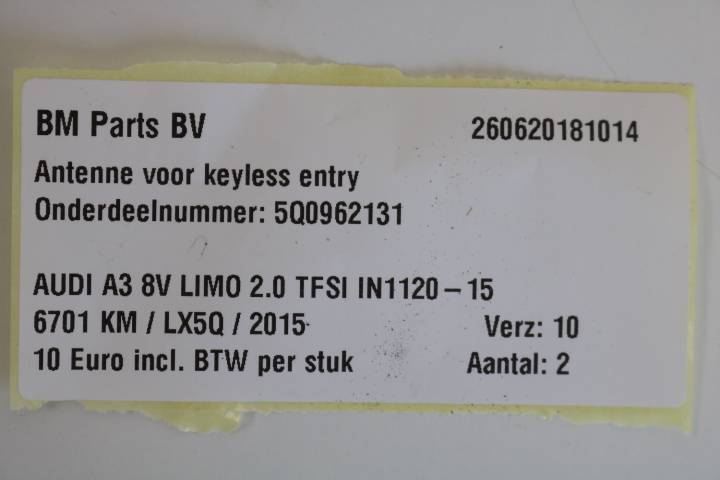 BM Parts BV 260620181014
Antenne voor keyless entry
Onderdeelnummer: 5Q0962131
AUDI A3 8V LIMO 2.0 TFSI IN1120-15
6701 KM / LX5Q / 2015 Verz: 10
10 Euro incl. BTW per stuk Aantal: 2